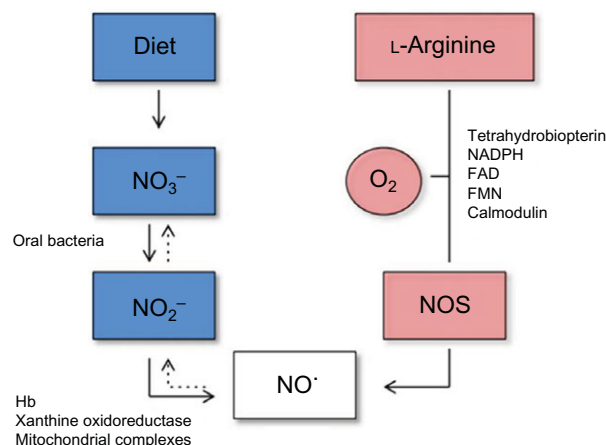 Diet
L-Arginine
Tetrahydrobiopterin
NADPH
FAD
FMN
Calmodulin
O₂
NO₃⁻
Oral bacteria
NO₂⁻
NOS
NO·
Hb
Xanthine oxidoreductase
Mitochondrial complexes